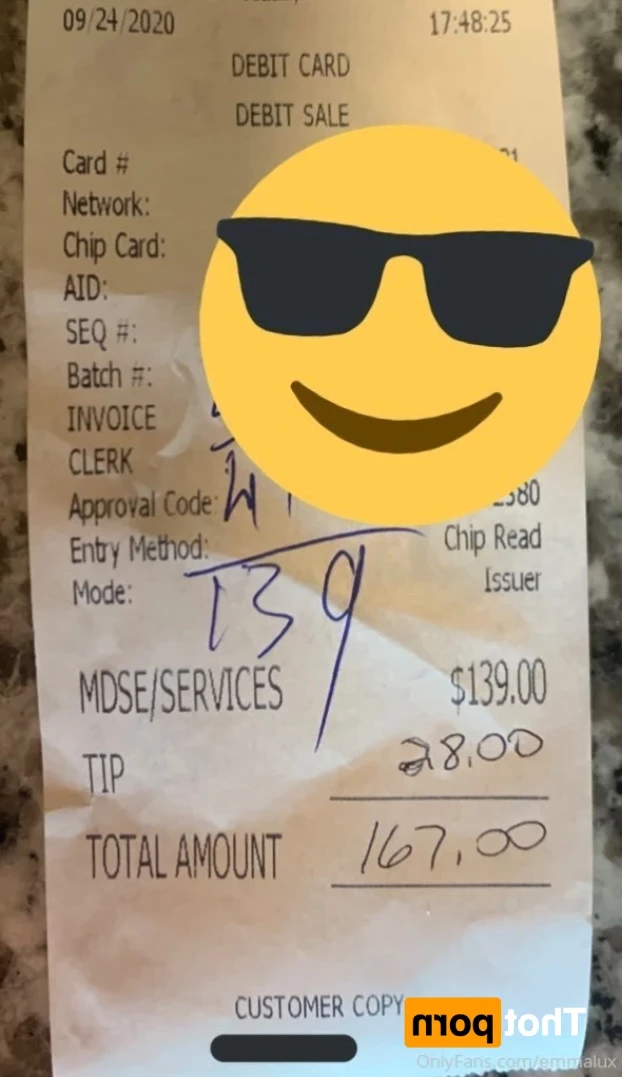 09/24/2020 17:48:25
DEBIT CARD
DEBIT SALE
Card #
Network:
Chip Card:
AID:
SEQ #:
Batch #:
INVOICE
CLERK
Approval Code:
Entry Method: Chip Read
Mode: Issuer
139
MDSE/SERVICES $139.00
TIP 28.00
TOTAL AMOUNT 167.00
CUSTOMER COPY
Thot porn
OnlyFans.com/emmalux